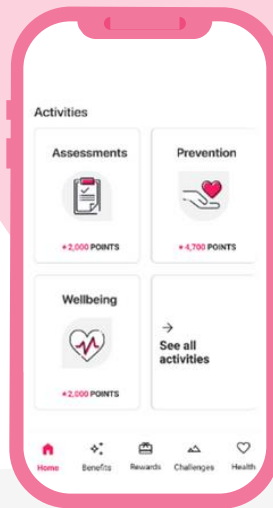 Activities
Assessments
Prevention
+2,000 POINTS
+4,700 POINTS
Wellbeing
→
See all
activities
+2,000 POINTS
Home
Benefits
Rewards
Challenges
Health